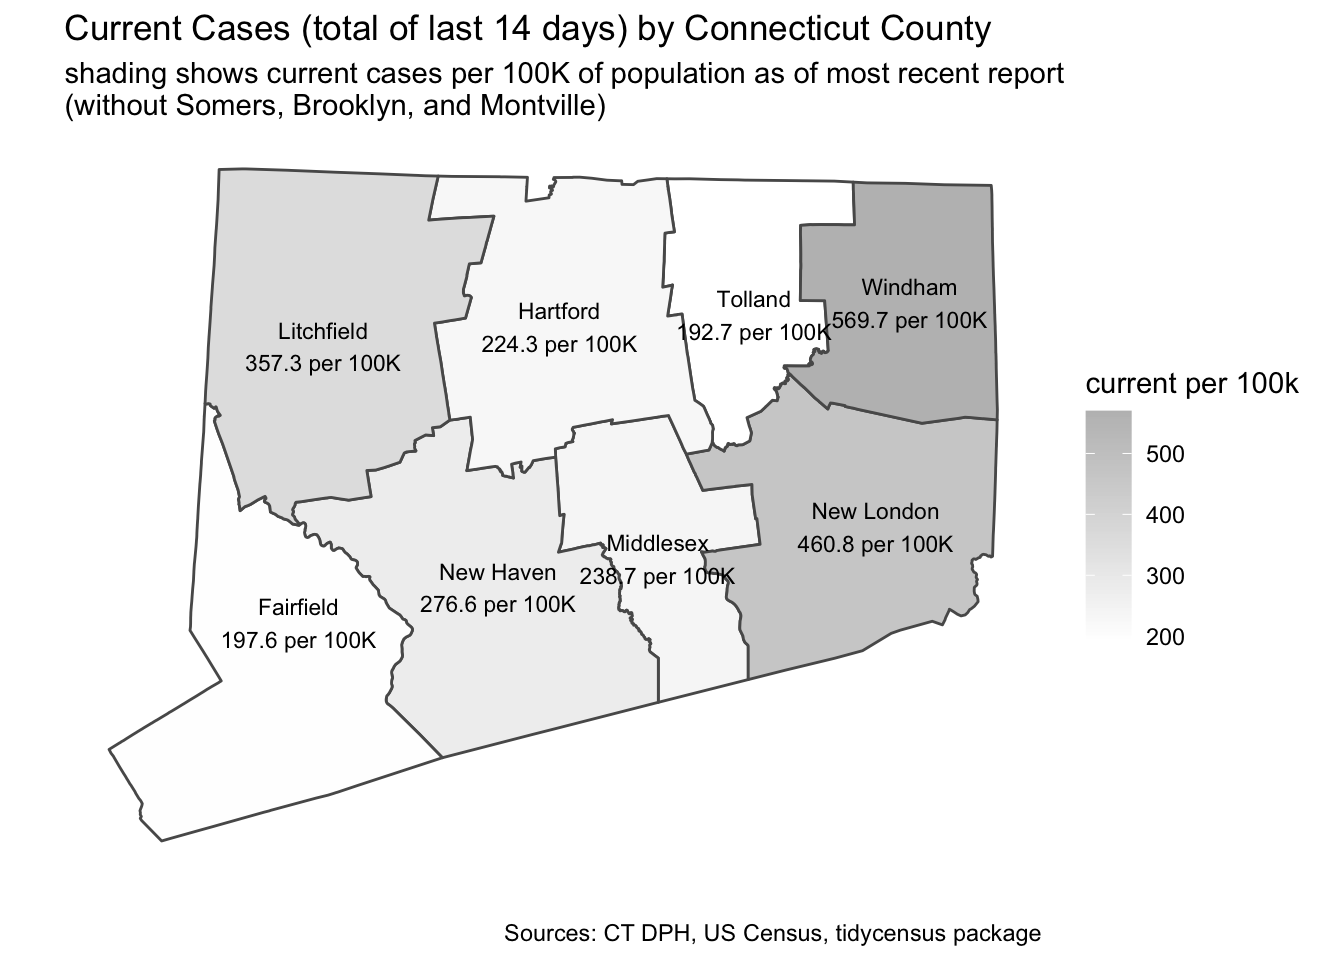 Current Cases (total of last 14 days) by Connecticut County
shading shows current cases per 100K of population as of most recent report
(without Somers, Brooklyn, and Montville)
Litchfield
357.3 per 100K
Hartford
224.3 per 100K
Tolland
192.7 per 100K
Windham
569.7 per 100K
New London
460.8 per 100K
Middlesex
238.7 per 100K
New Haven
276.6 per 100K
Fairfield
197.6 per 100K
current per 100k
500
400
300
200
Sources: CT DPH, US Census, tidycensus package